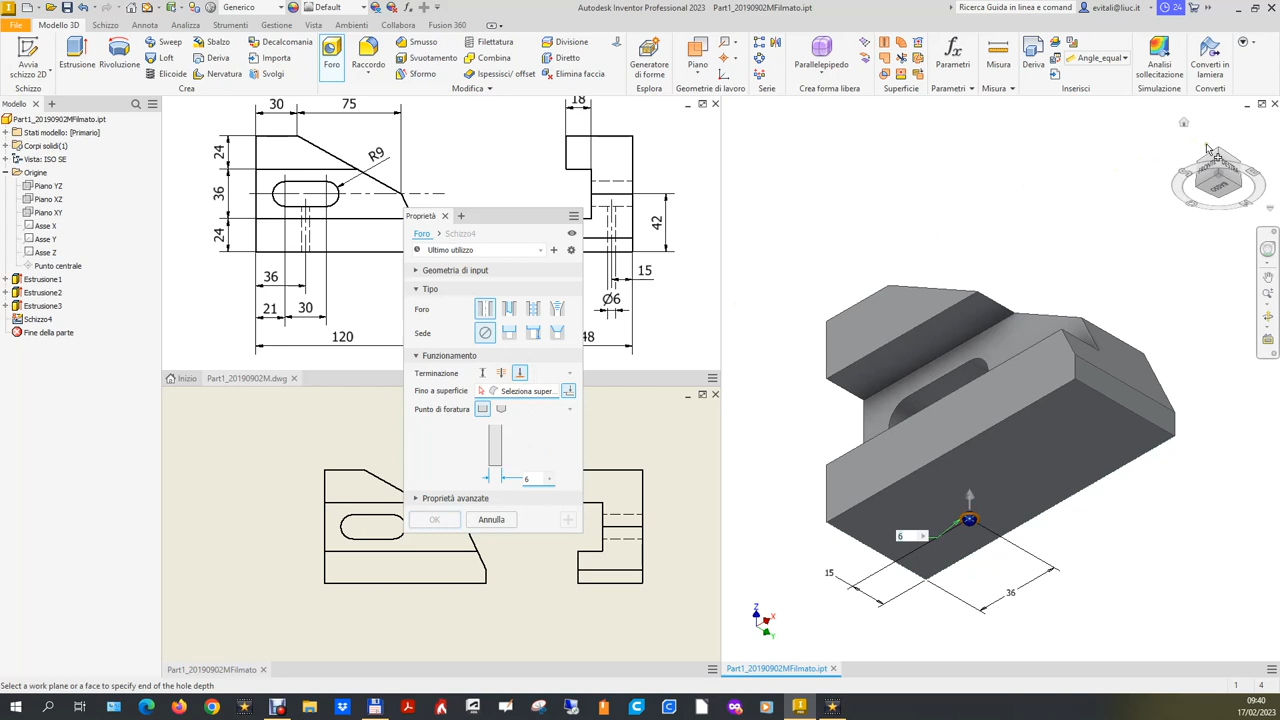 Generico
Default
Autodesk Inventor Professional 2023 Part1_20190902MFilmato.ipt
Ricerca Guida in linea e comand
evitali@liuc.it
24
File Modello 3D Schizzo Annota Analizza Strumenti Gestisci Vista Ambienti Collabora Fusion 360
Avvia schizzo 2D
Estrusione
Rivoluzione
Sweep
Sbalzo
Decalcomania
Loft
Deriva
Importa
Elicoide
Nervatura
Svolgi
Foro
Raccordo
Smusso
Filettatura
Divisione
Svuotamento
Combina
Diretto
Sformo
Ispessisci/ offset
Elimina faccia
Generatore di forme
Piano
Parallelepipedo
Parametri
Misura
Deriva
Angle_equal
Analisi sollecitazione
Converti in lamiera
Schizzo Crea Modifica Esplora Geometrie di lavoro Serie Crea forma libera Superficie Parametri Misura Inserisci Simulazione Converti
Modello
Part1_20190902MFilmato.ipt
Stati modello: [Primario]
Corpi solidi(1)
Vista: ISO SE
Origine
Piano YZ
Piano XZ
Piano XY
Asse X
Asse Y
Asse Z
Punto centrale
Estrusione1
Estrusione2
Estrusione3
Schizzo4
Fine della parte
30 75 18
24
R9
36
24
36
21 30
120
42
15
Ø6
48
Proprietà
Foro > Schizzo4
Ultimo utilizzo
Geometria di input
Tipo
Foro
Sede
Funzionamento
Terminazione
Fino a superficie Seleziona super...
Punto di foratura
6
Proprietà avanzate
OK Annulla
Inizio Part1_20190902M.dwg
6
15
36
Z
X
Y
Part1_20190902MFilmato
Part1_20190902MFilmato.ipt
Select a work plane or a face to specify end of the hole depth
1 4
09:40
17/02/2023